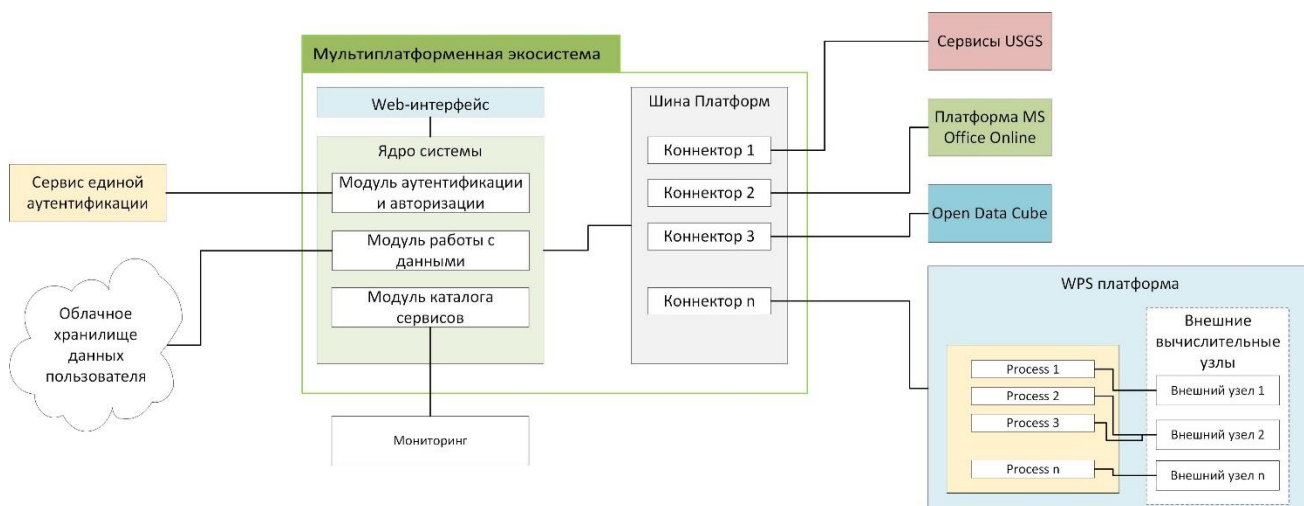 Мультиплатформенная экосистема
Web-интерфейс
Ядро системы
Модуль аутентификации
и авторизации
Модуль работы с
данными
Модуль каталога
сервисов
Шина Платформ
Коннектор 1
Коннектор 2
Коннектор 3
Коннектор n
Сервис единой
аутентификации
Облачное
хранилище
данных
пользователя
Мониторинг
Сервисы USGS
Платформа MS
Office Online
Open Data Cube
WPS платформа
Process 1
Process 2
Process 3
Process n
Внешние
вычислительные
узлы
Внешний узел 1
Внешний узел 2
Внешний узел n